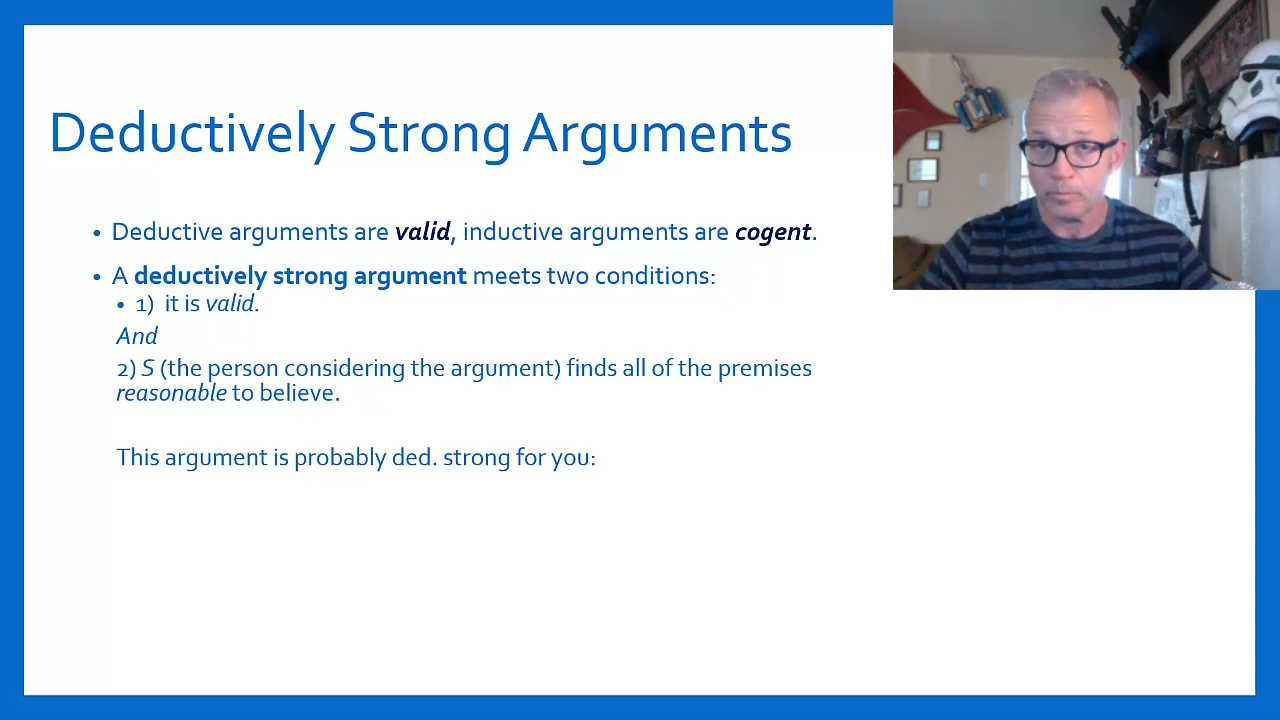 Deductively Strong Arguments
• Deductive arguments are valid, inductive arguments are cogent.
• A deductively strong argument meets two conditions:
• 1) it is valid.
And
2) S (the person considering the argument) finds all of the premises
reasonable to believe.
This argument is probably ded. strong for you: